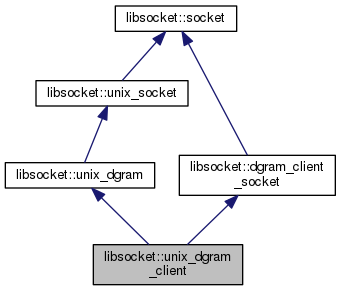 libsocket::socket
libsocket::unix_socket
libsocket::unix_dgram
libsocket::dgram_client
_socket
libsocket::unix_dgram
_client